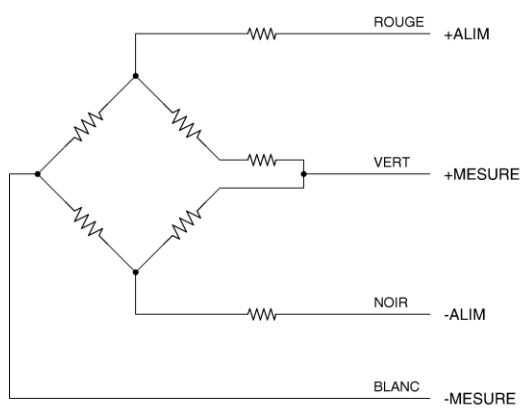 ROUGE +ALIM
VERT +MESURE
NOIR -ALIM
BLANC -MESURE